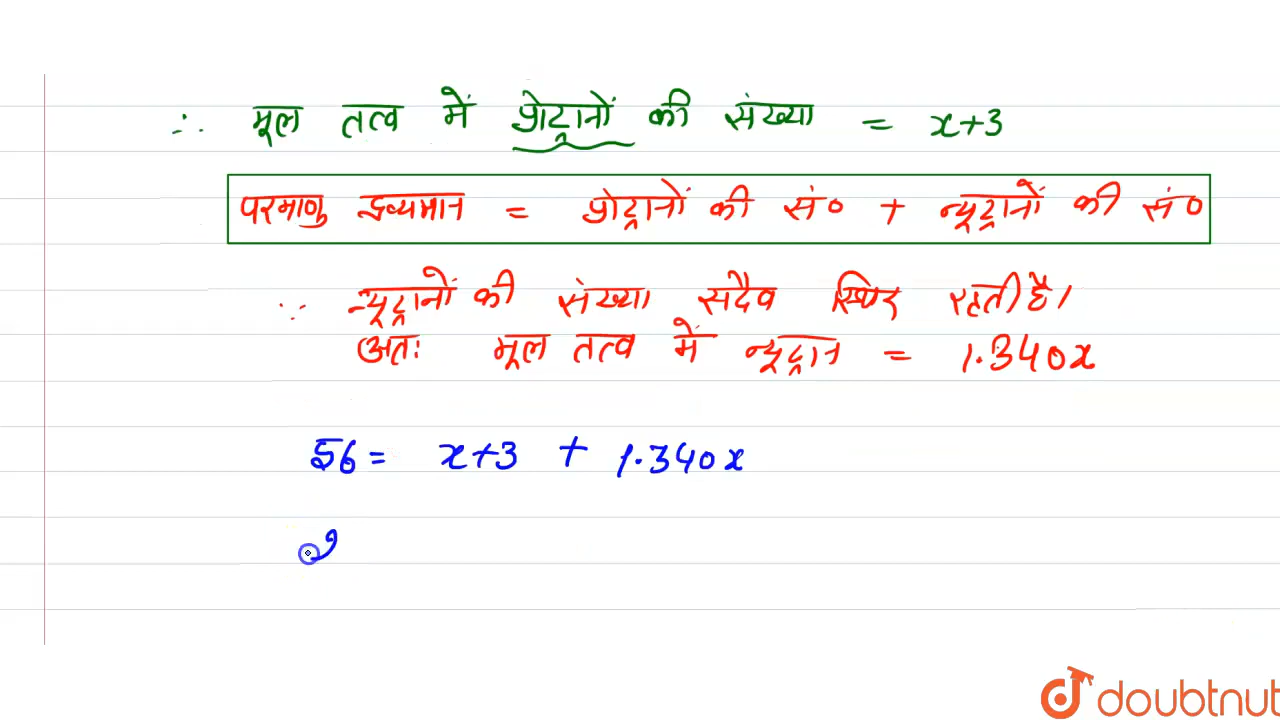 ∴ मूल तत्व में प्रोट्रानों की संख्या = x+3
परमाणु द्रव्यमान = प्रोट्रानों की सं० + न्यूट्रानों की सं०
∵ न्यूट्रानों की संख्या सदैव स्थिर रहती है।
अतः मूल तत्व में न्यूट्रान = 1.340x
56 = x+3 + 1.340x
doubtnut